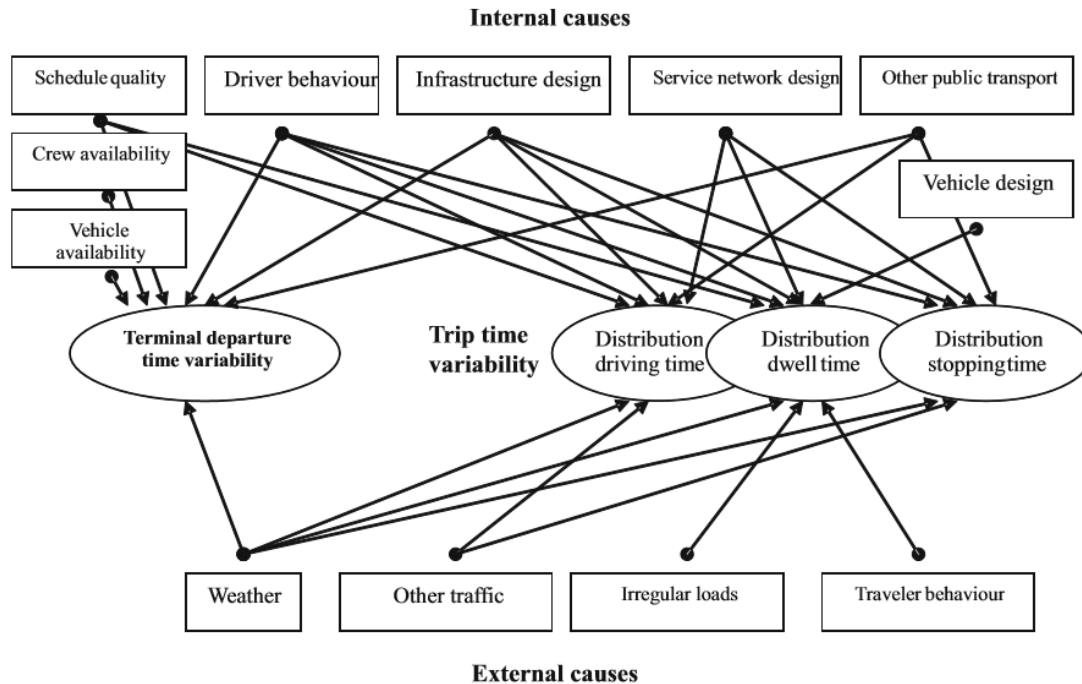 Internal causes
Schedule quality
Driver behaviour
Infrastructure design
Service network design
Other public transport
Crew availability
Vehicle design
Vehicle
availability
Terminal departure
time variability
Trip time
variability
Distribution
driving time
Distribution
dwell time
Distribution
stopping time
Weather
Other traffic
Irregular loads
Traveler behaviour
External causes